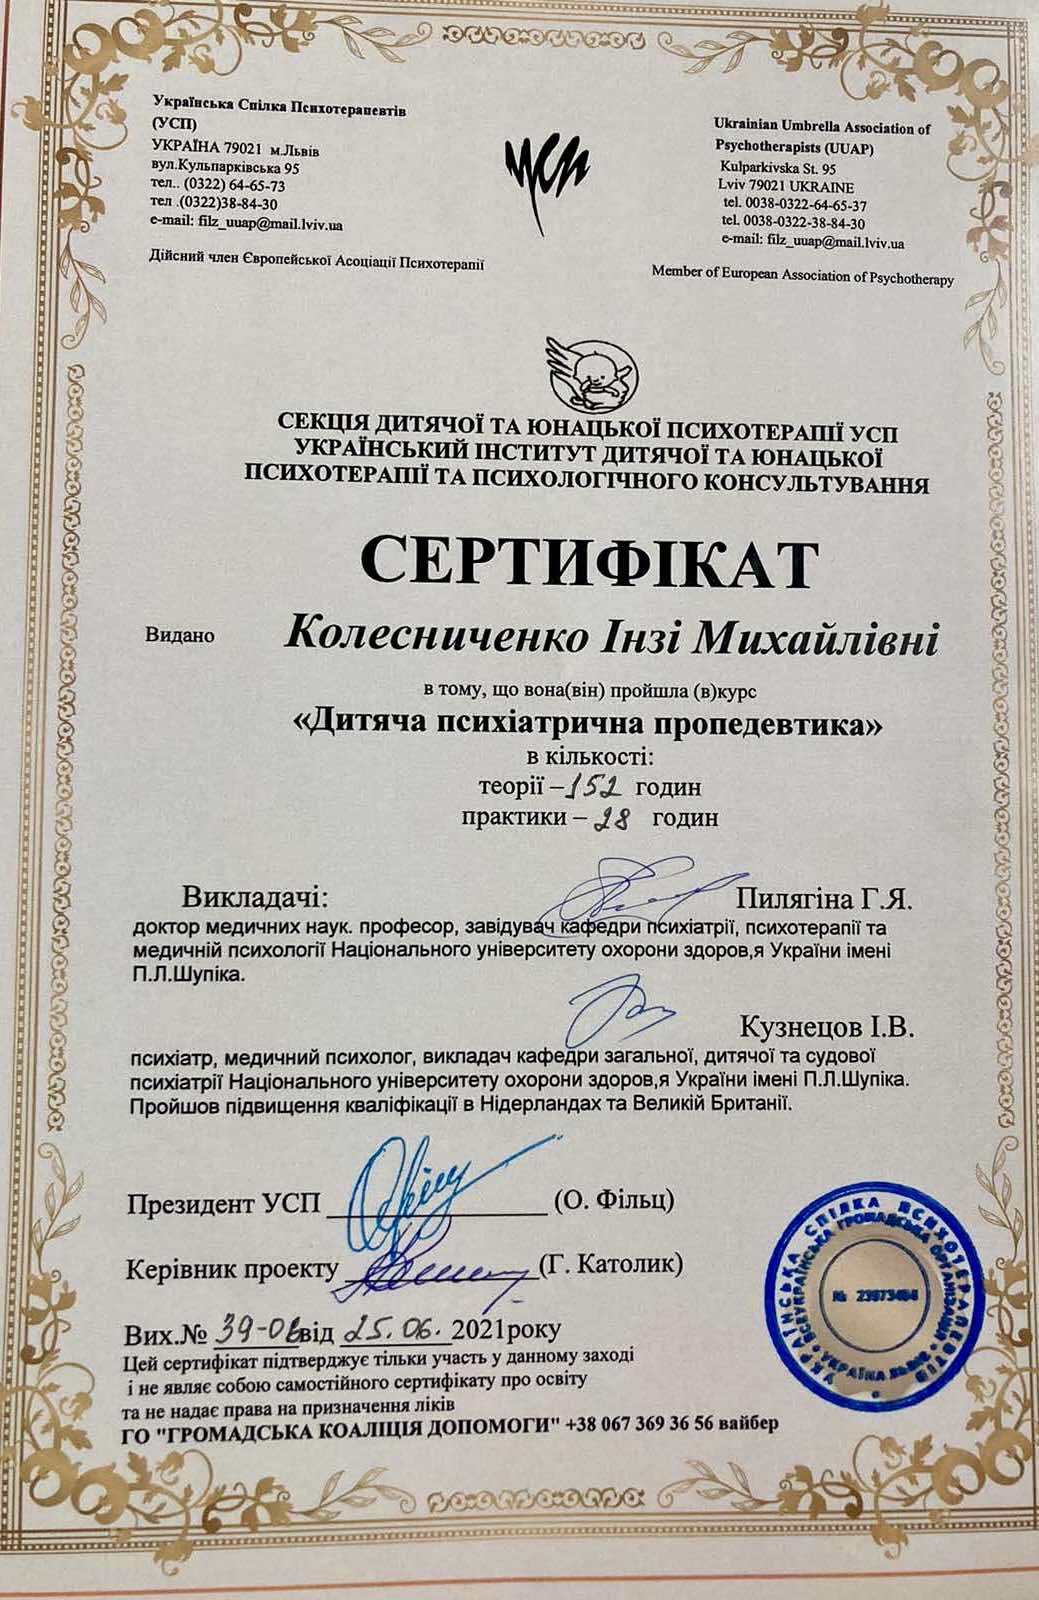 Українська Спілка Психотерапевтів
(УСП)
УКРАЇНА 79021 м.Львів
вул.Кульпарківська 95
тел.. (0322) 64-65-73
тел .(0322)38-84-30
e-mail: filz_uuap@mail.lviv.ua
Дійсний член Європейської Асоціації Психотерапії
УСП
Ukrainian Umbrella Association of
Psychotherapists (UUAP)
Kulparkivska St. 95
Lviv 79021 UKRAINE
tel. 0038-0322-64-65-37
tel. 0038-0322-38-84-30
e-mail: filz_uuap@mail.lviv.ua
Member of European Association of Psychotherapy
СЕКЦІЯ ДИТЯЧОЇ ТА ЮНАЦЬКОЇ ПСИХОТЕРАПІЇ УСП
УКРАЇНСЬКИЙ ІНСТИТУТ ДИТЯЧОЇ ТА ЮНАЦЬКОЇ
ПСИХОТЕРАПІЇ ТА ПСИХОЛОГІЧНОГО КОНСУЛЬТУВАННЯ
СЕРТИФІКАТ
Видано Колесниченко Інзі Михайлівні
в тому, що вона(він) пройшла (в)курс
«Дитяча психіатрична пропедевтика»
в кількості:
теорії – 152 годин
практики – 28 годин
Викладачі: Пилягіна Г.Я.
доктор медичних наук. професор, завідувач кафедри психіатрії, психотерапії та
медичній психології Національного університету охорони здоров,я України імені
П.Л.Шупіка.
Кузнецов І.В.
психіатр, медичний психолог, викладач кафедри загальної, дитячої та судової
психіатрії Національного університету охорони здоров,я України імені П.Л.Шупіка.
Пройшов підвищення кваліфікації в Нідерландах та Великій Британії.
Президент УСП (О. Фільц)
Керівник проекту (Г. Католик)
Вих.№ 39-06 від 25.06. 2021року
Цей сертифікат підтверджує тільки участь у данному заході
і не являє собою самостійного сертифікату про освіту
та не надає права на призначення ліків
ГО "ГРОМАДСЬКА КОАЛІЦІЯ ДОПОМОГИ" +38 067 369 36 56 вайбер
УКРАЇНСЬКА СПІЛКА ПСИХОТЕРАПЕВТІВ
ВСЕУКРАЇНСЬКА ГРОМАДСЬКА ОРГАНІЗАЦІЯ
УКРАЇНА ЛЬВІВ